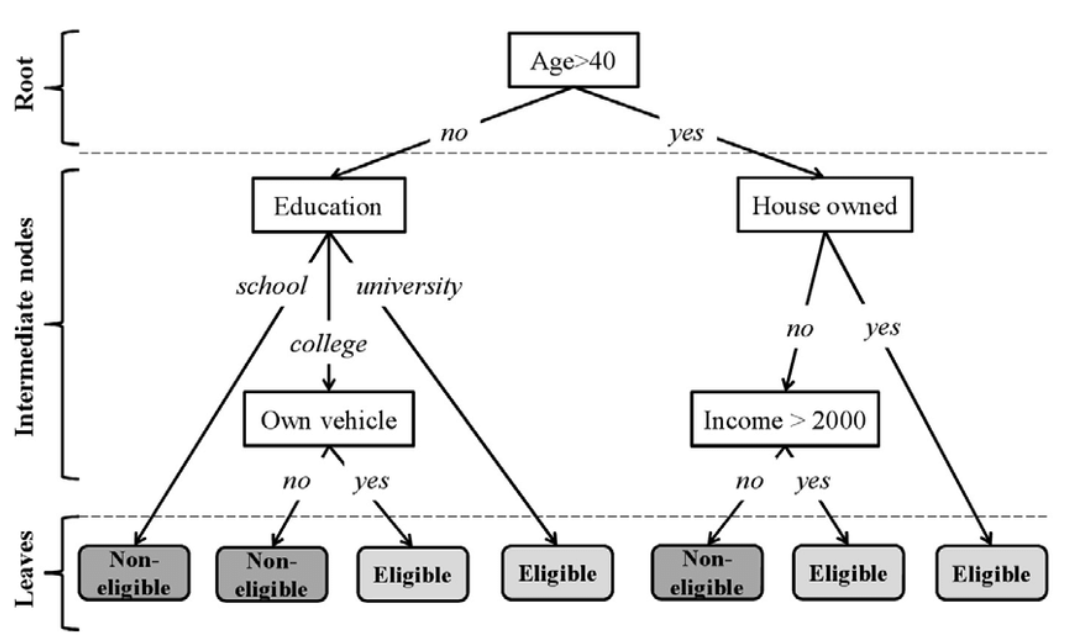 Root
Age>40
no
yes
Intermediate nodes
Education
House owned
school
university
college
no
yes
Own vehicle
Income > 2000
no
yes
no
yes
Leaves
Non-
eligible
Non-
eligible
Eligible
Eligible
Non-
eligible
Eligible
Eligible